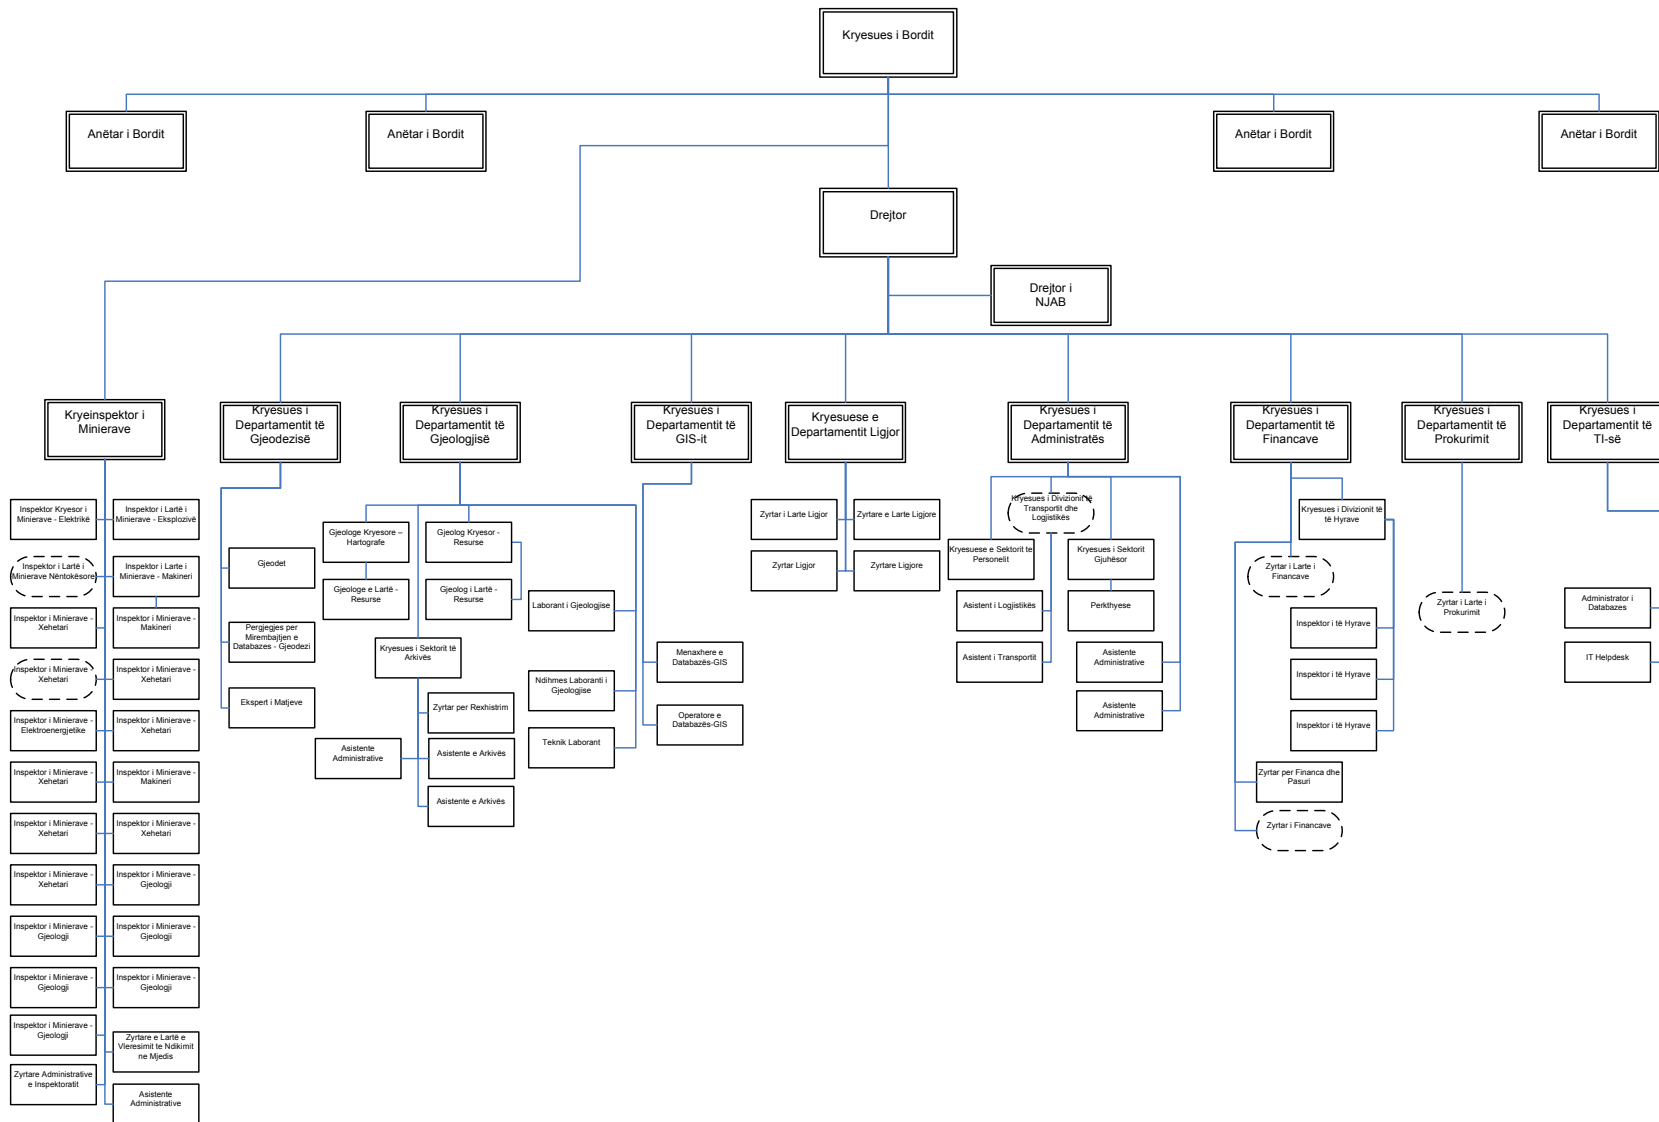 Kryesues i Bordit
Anëtar i Bordit
Anëtar i Bordit
Anëtar i Bordit
Anëtar i Bordit
Drejtor
Drejtor i
NJAB
Kryeinspektor i
Minierave
Kryesues i
Departamentit të
Gjeodezisë
Kryesues i
Departamentit të
Gjeologjisë
Kryesues i
Departamentit të
GIS-it
Kryesuese e
Departamentit Ligjor
Kryesues i
Departamentit të
Administratës
Kryesues i
Departamentit të
Financave
Kryesues i
Departamentit të
Prokurimit
Kryesues i
Departamentit të
TI-së
Inspektor Kryesor i
Minierave - Elektrikë
Inspektor i Lartë i
Minierave - Eksplozivë
Inspektor i Lartë i
Minierave Nëntokësore
Inspektor i Larte i
Minierave - Makineri
Inspektor i Minierave -
Xehetari
Inspektor i Minierave -
Makineri
Inspektor i Minierave -
Xehetari
Inspektor i Minierave -
Xehetari
Inspektor i Minierave -
Elektroenergjetike
Inspektor i Minierave -
Xehetari
Inspektor i Minierave -
Xehetari
Inspektor i Minierave -
Makineri
Inspektor i Minierave -
Xehetari
Inspektor i Minierave -
Xehetari
Inspektor i Minierave -
Xehetari
Inspektor i Minierave -
Gjeologji
Inspektor i Minierave -
Gjeologji
Inspektor i Minierave -
Gjeologji
Inspektor i Minierave -
Gjeologji
Inspektor i Minierave -
Gjeologji
Inspektor i Minierave -
Gjeologji
Zyrtare e Lartë e
Vleresimit te Ndikimit
ne Mjedis
Zyrtare Administrative
e Inspektoratit
Asistente
Administrative
Gjeodet
Pergjegjes per
Mirembajtjen e
Databazes - Gjeodezi
Ekspert i Matjeve
Gjeologe Kryesore –
Hartografe
Gjeolog Kryesor -
Resurse
Gjeologe e Lartë -
Resurse
Gjeolog i Lartë -
Resurse
Kryesues i Sektorit të
Arkivës
Zyrtar per Rexhistrim
Asistente
Administrative
Asistente e Arkivës
Asistente e Arkivës
Laborant i Gjeologjise
Ndihmes Laboranti i
Gjeologjise
Teknik Laborant
Menaxhere e
Databazës-GIS
Operatore e
Databazës-GIS
Zyrtar i Larte Ligjor
Zyrtare e Larte Ligjore
Zyrtar Ligjor
Zyrtare Ligjore
Kryesues i Divizionit të
Transportit dhe
Logjistikës
Kryesuese e Sektorit te
Personelit
Kryesues i Sektorit
Gjuhësor
Asistent i Logjistikës
Perkthyese
Asistent i Transportit
Asistente
Administrative
Asistente
Administrative
Kryesues i Divizionit të
të Hyrave
Zyrtar i Larte i
Financave
Inspektor i të Hyrave
Inspektor i të Hyrave
Inspektor i të Hyrave
Zyrtar per Financa dhe
Pasuri
Zyrtar i Financave
Zyrtar i Larte i
Prokurimit
Administrator i
Databazes
IT Helpdesk